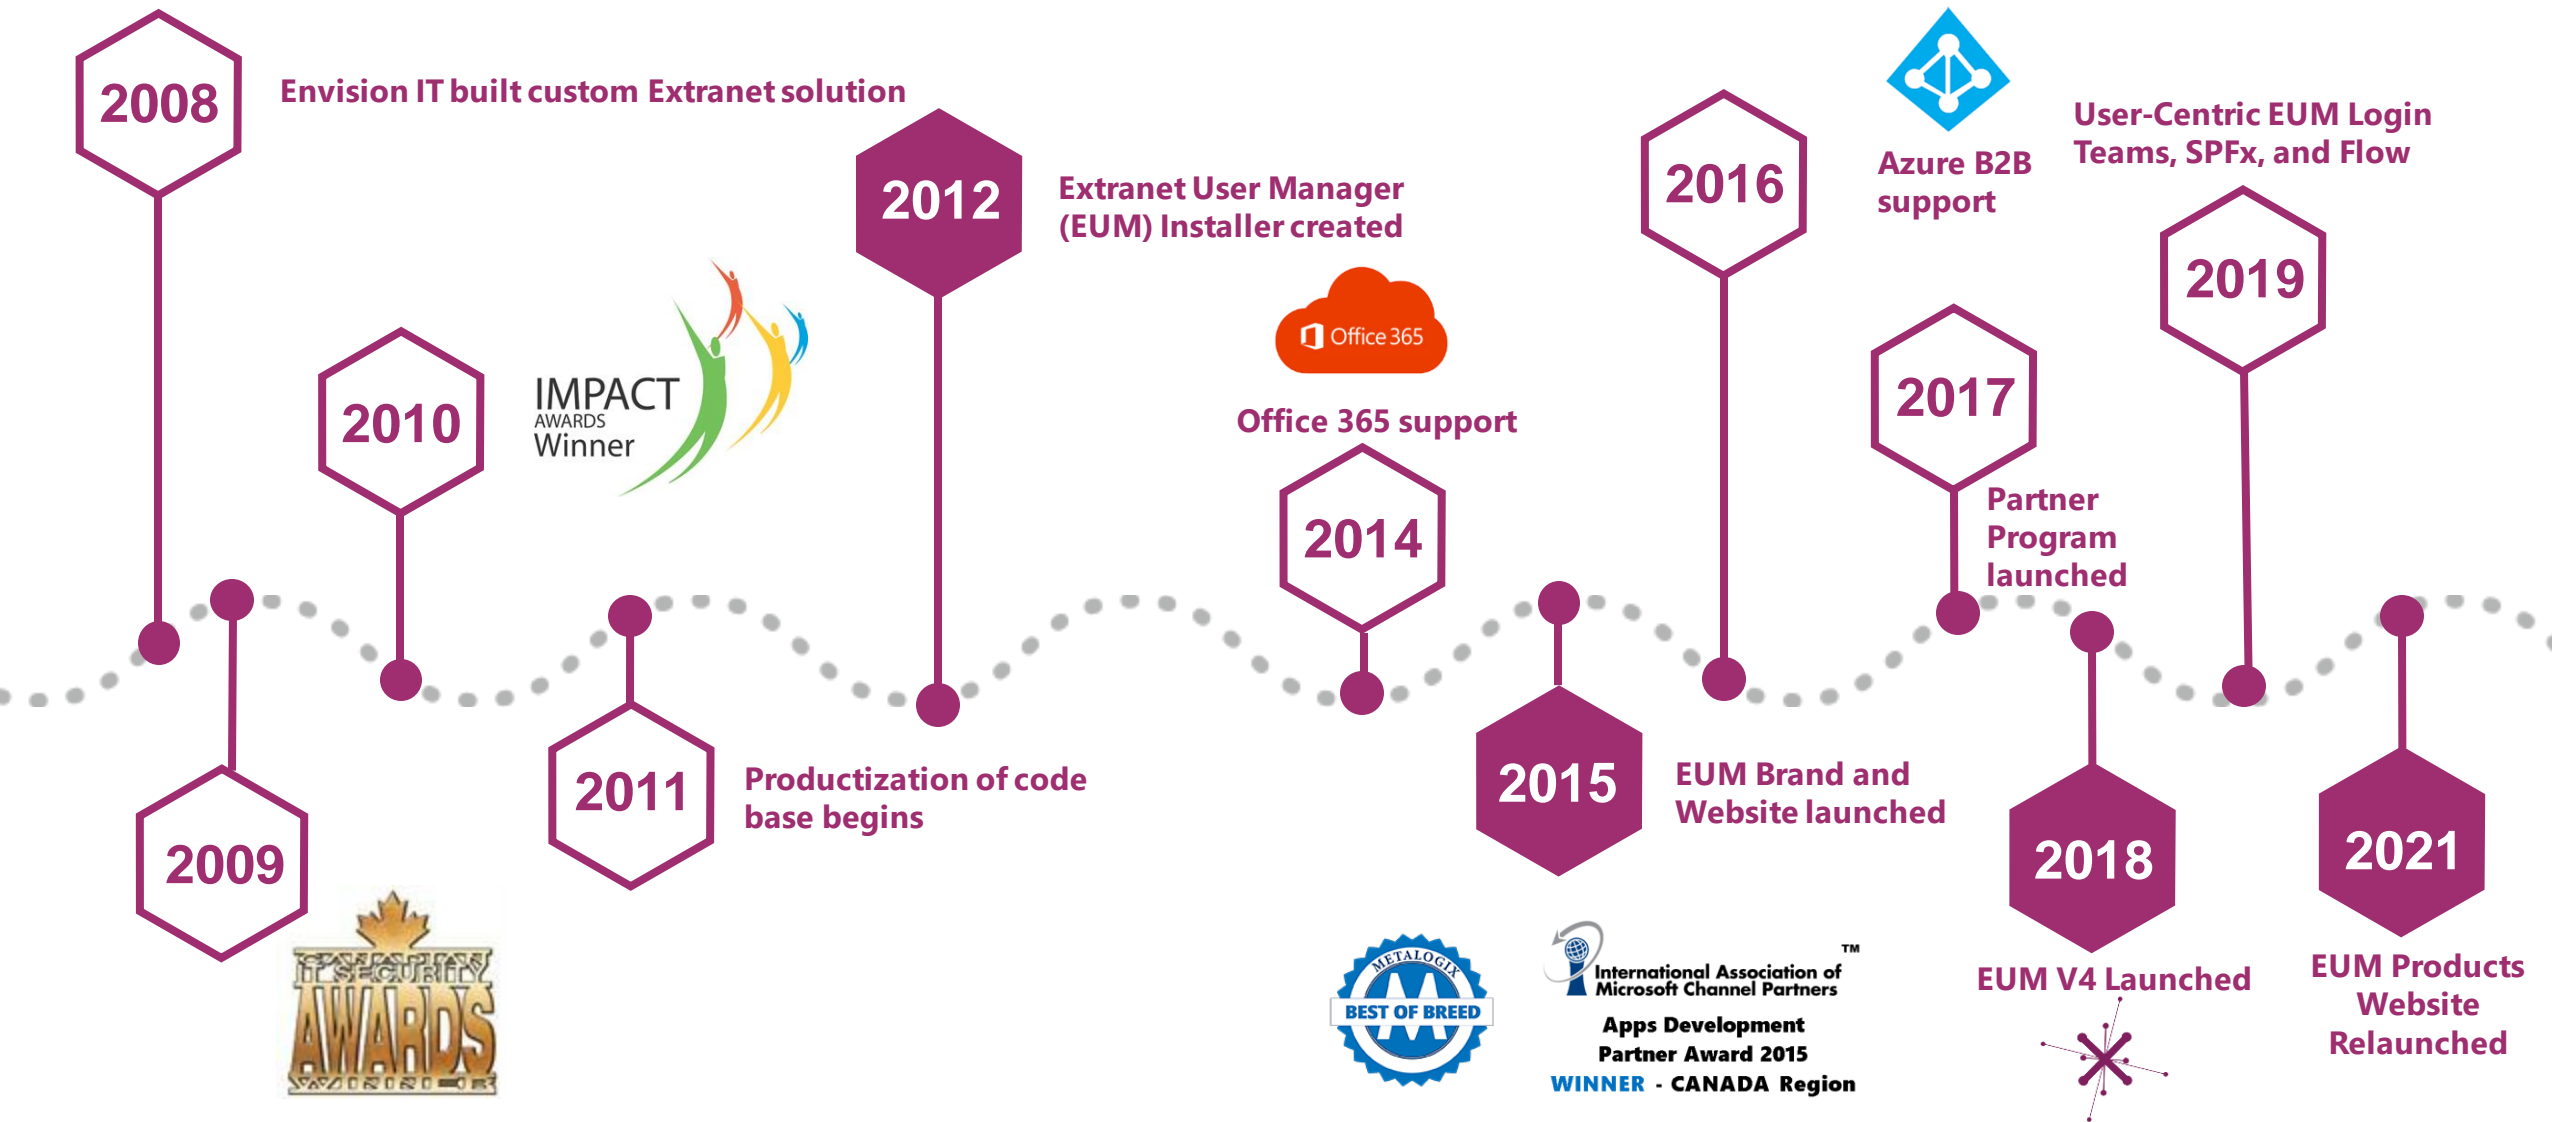 2008
Envision IT built custom Extranet solution
2009
CANADIAN
IT SECURITY
AWARDS
WINNER
2010
IMPACT
AWARDS
Winner
2011
Productization of code
base begins
2012
Extranet User Manager
(EUM) Installer created
Office 365
Office 365 support
2014
2015
EUM Brand and
Website launched
METALOGIX
BEST OF BREED
International Association of
Microsoft Channel Partners
TM
Apps Development
Partner Award 2015
WINNER - CANADA Region
2016
Azure B2B
support
2017
Partner
Program
launched
2018
EUM V4 Launched
User-Centric EUM Login
Teams, SPFx, and Flow
2019
2021
EUM Products
Website
Relaunched